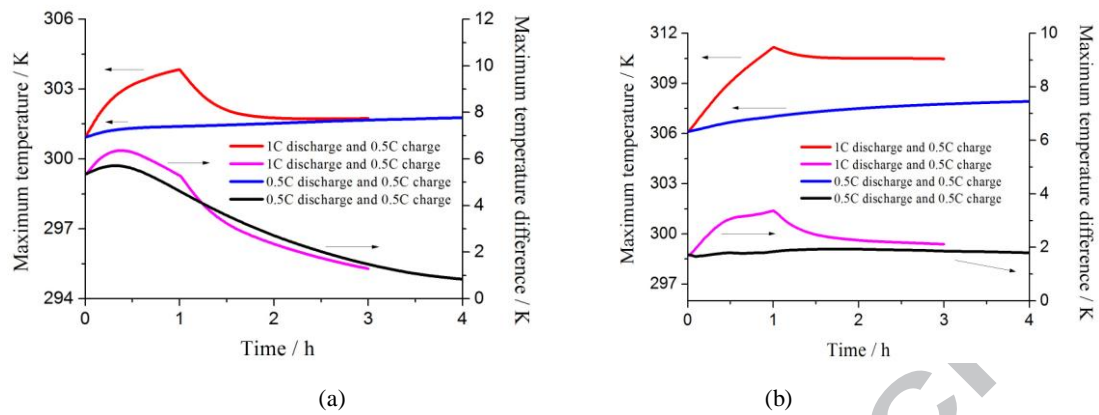 306
303
300
297
294
Maximum temperature / K
12
10
8
6
4
2
0
Maximum temperature difference / K
1C discharge and 0.5C charge
1C discharge and 0.5C charge
0.5C discharge and 0.5C charge
0.5C discharge and 0.5C charge
0 1 2 3 4
Time / h
(a)
312
309
306
303
300
297
Maximum temperature / K
10
8
6
4
2
0
Maximum temperature difference / K
1C discharge and 0.5C charge
1C discharge and 0.5C charge
0.5C discharge and 0.5C charge
0.5C discharge and 0.5C charge
0 1 2 3 4
Time / h
(b)